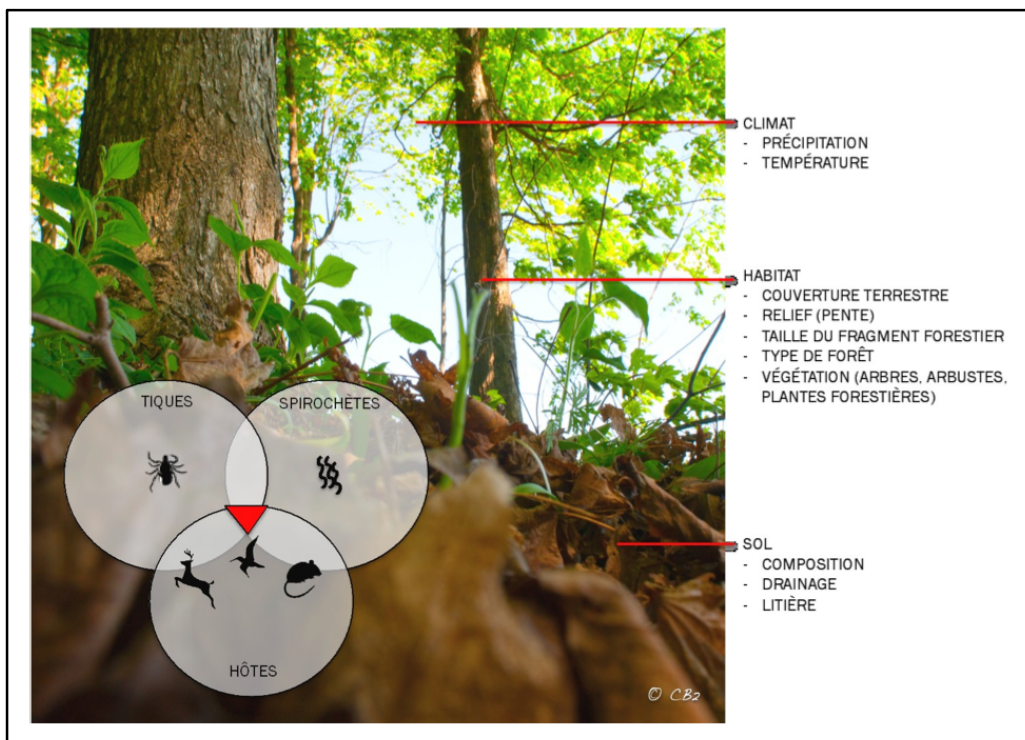 CLIMAT
- PRÉCIPITATION
- TEMPÉRATURE
HABITAT
- COUVERTURE TERRESTRE
- RELIEF (PENTE)
- TAILLE DU FRAGMENT FORESTIER
- TYPE DE FORÊT
- VÉGÉTATION (ARBRES, ARBUSTES,
PLANTES FORESTIÈRES)
TIQUES
SPIROCHÈTES
HÔTES
SOL
- COMPOSITION
- DRAINAGE
- LITIÈRE
© CB2